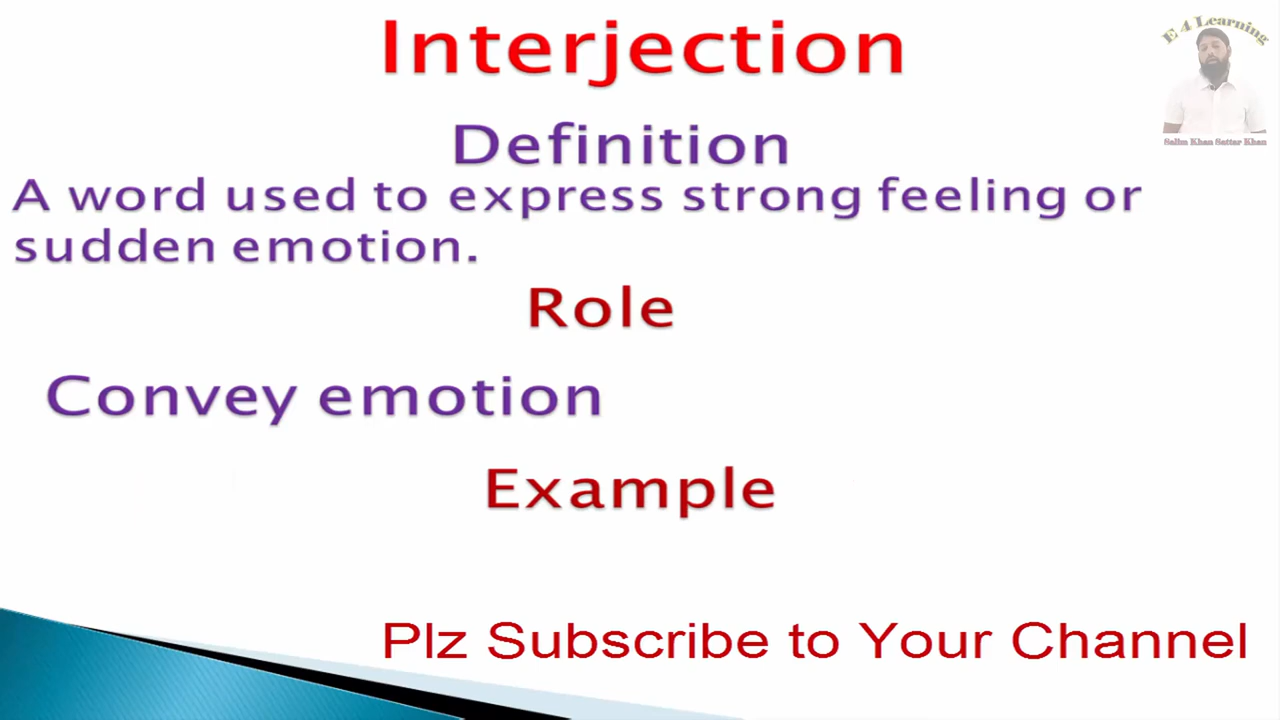 Interjection
E 4 Learning
Definition
Salim Khan Sattar Khan
A word used to express strong feeling or
sudden emotion.
Role
Convey emotion
Example
Plz Subscribe to Your Channel